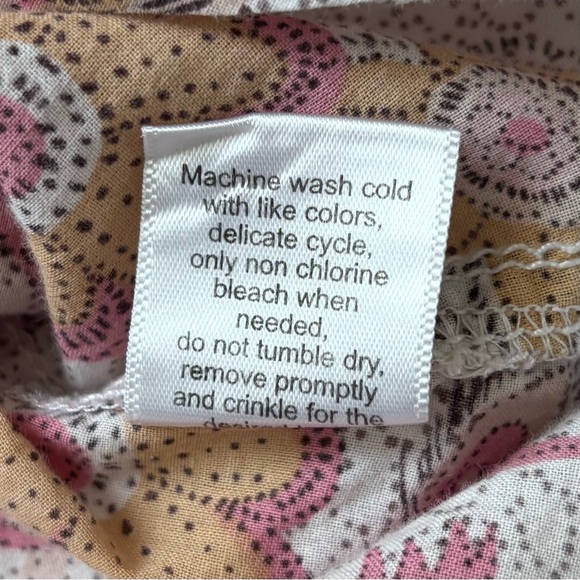 Machine wash cold
with like colors,
delicate cycle,
only non chlorine
bleach when
needed,
do not tumble dry,
remove promptly
and crinkle for the